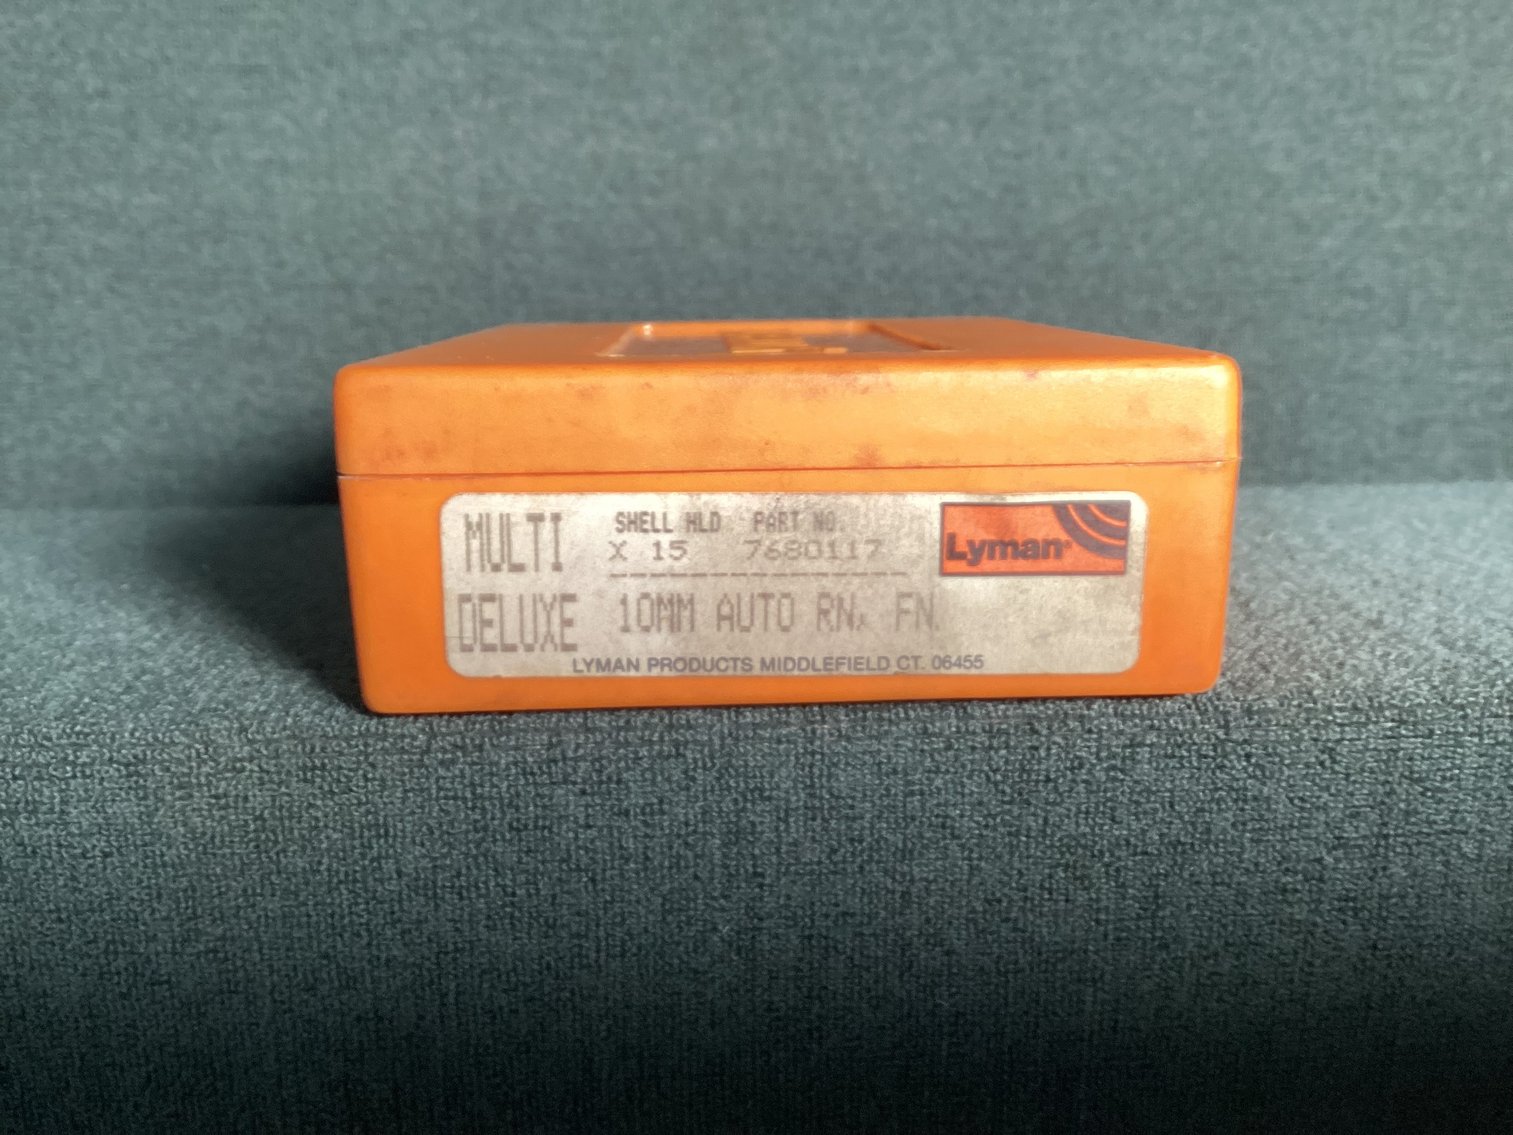 MULTI
DELUXE
SHELL HLD PART NO.
X 15 7680117
----------------
10MM AUTO RN, FN.
Lyman®
LYMAN PRODUCTS MIDDLEFIELD CT. 06455